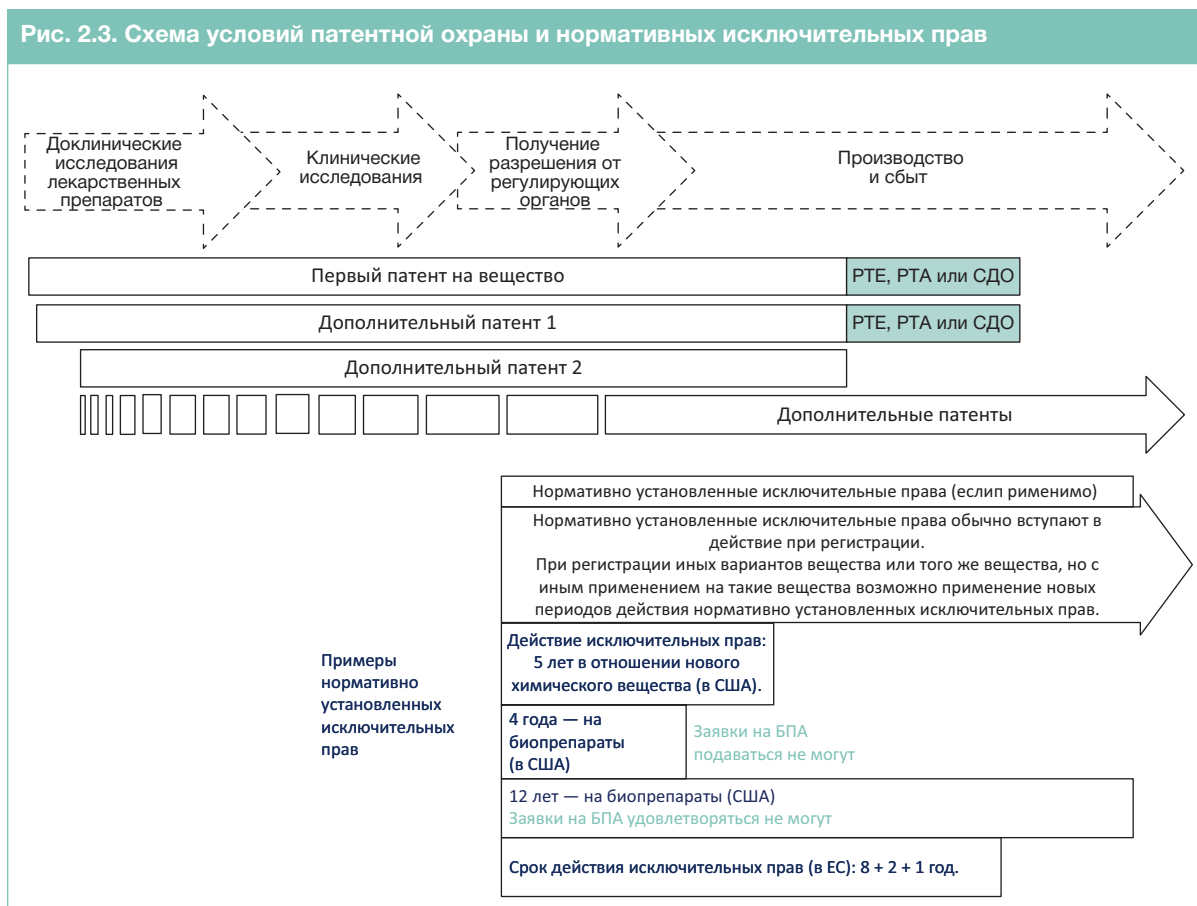 Рис. 2.3. Схема условий патентной охраны и нормативных исключительных прав
Доклинические
исследования
лекарственных
препаратов
Клинические
исследования
Получение
разрешения от
регулирующих
органов
Производство
и сбыт
Первый патент на вещество
РТЕ, РТА или СДО
Дополнительный патент 1
РТЕ, РТА или СДО
Дополнительный патент 2
Дополнительные патенты
Нормативно установленные исключительные права (еслип рименимо)
Нормативно установленные исключительные права обычно вступают в
действие при регистрации.
При регистрации иных вариантов вещества или того же вещества, но с
иным применением на такие вещества возможно применение новых
периодов действия нормативно установленных исключительных прав.
Примеры
нормативно
установленных
исключительных
прав
Действие исключительных прав:
5 лет в отношении нового
химического вещества (в США).
4 года — на
биопрепараты
(в США)
Заявки на БПА
подаваться не могут
12 лет — на биопрепараты (США)
Заявки на БПА удовлетворяться не могут
Срок действия исключительных прав (в ЕС): 8 + 2 + 1 год.